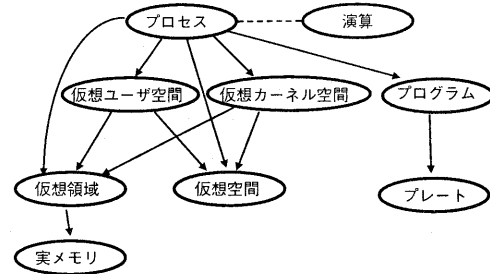 プロセス
演算
仮想ユーザ空間
仮想カーネル空間
プログラム
仮想領域
仮想空間
プレート
実メモリ